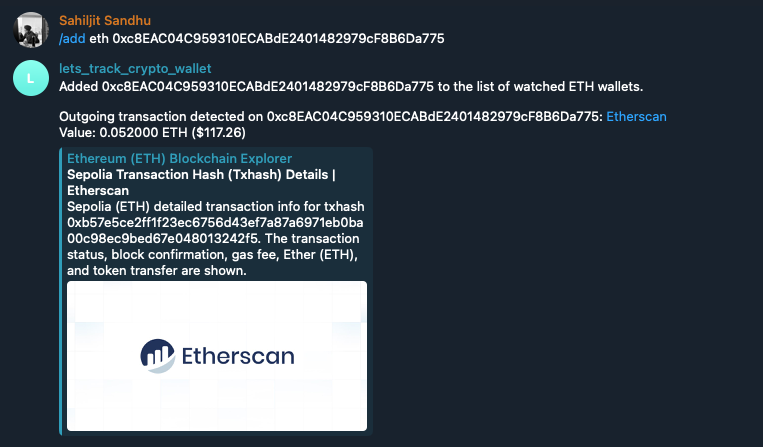 Sahiljit Sandhu
/add eth 0xc8EAC04C959310ECABdE2401482979cF8B6Da775
L
lets_track_crypto_wallet
Added 0xc8EAC04C959310ECABdE2401482979cF8B6Da775 to the list of watched ETH wallets.
Outgoing transaction detected on 0xc8EAC04C959310ECABdE2401482979cF8B6Da775: Etherscan
Value: 0.052000 ETH ($117.26)
Ethereum (ETH) Blockchain Explorer
Sepolia Transaction Hash (Txhash) Details |
Etherscan
Sepolia (ETH) detailed transaction info for txhash
0xb57e5ce2ff1f23ec6756d43ef7a87a6971eb0ba
00c98ec9bed67e048013242f5. The transaction
status, block confirmation, gas fee, Ether (ETH),
and token transfer are shown.
Etherscan